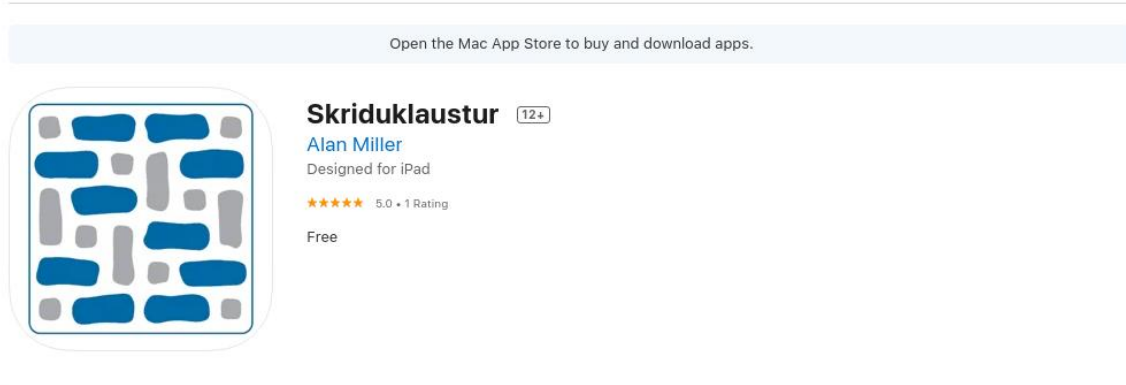 Open the Mac App Store to buy and download apps.
Skriduklaustur 12+
Alan Miller
Designed for iPad
★★★★★ 5.0 • 1 Rating
Free